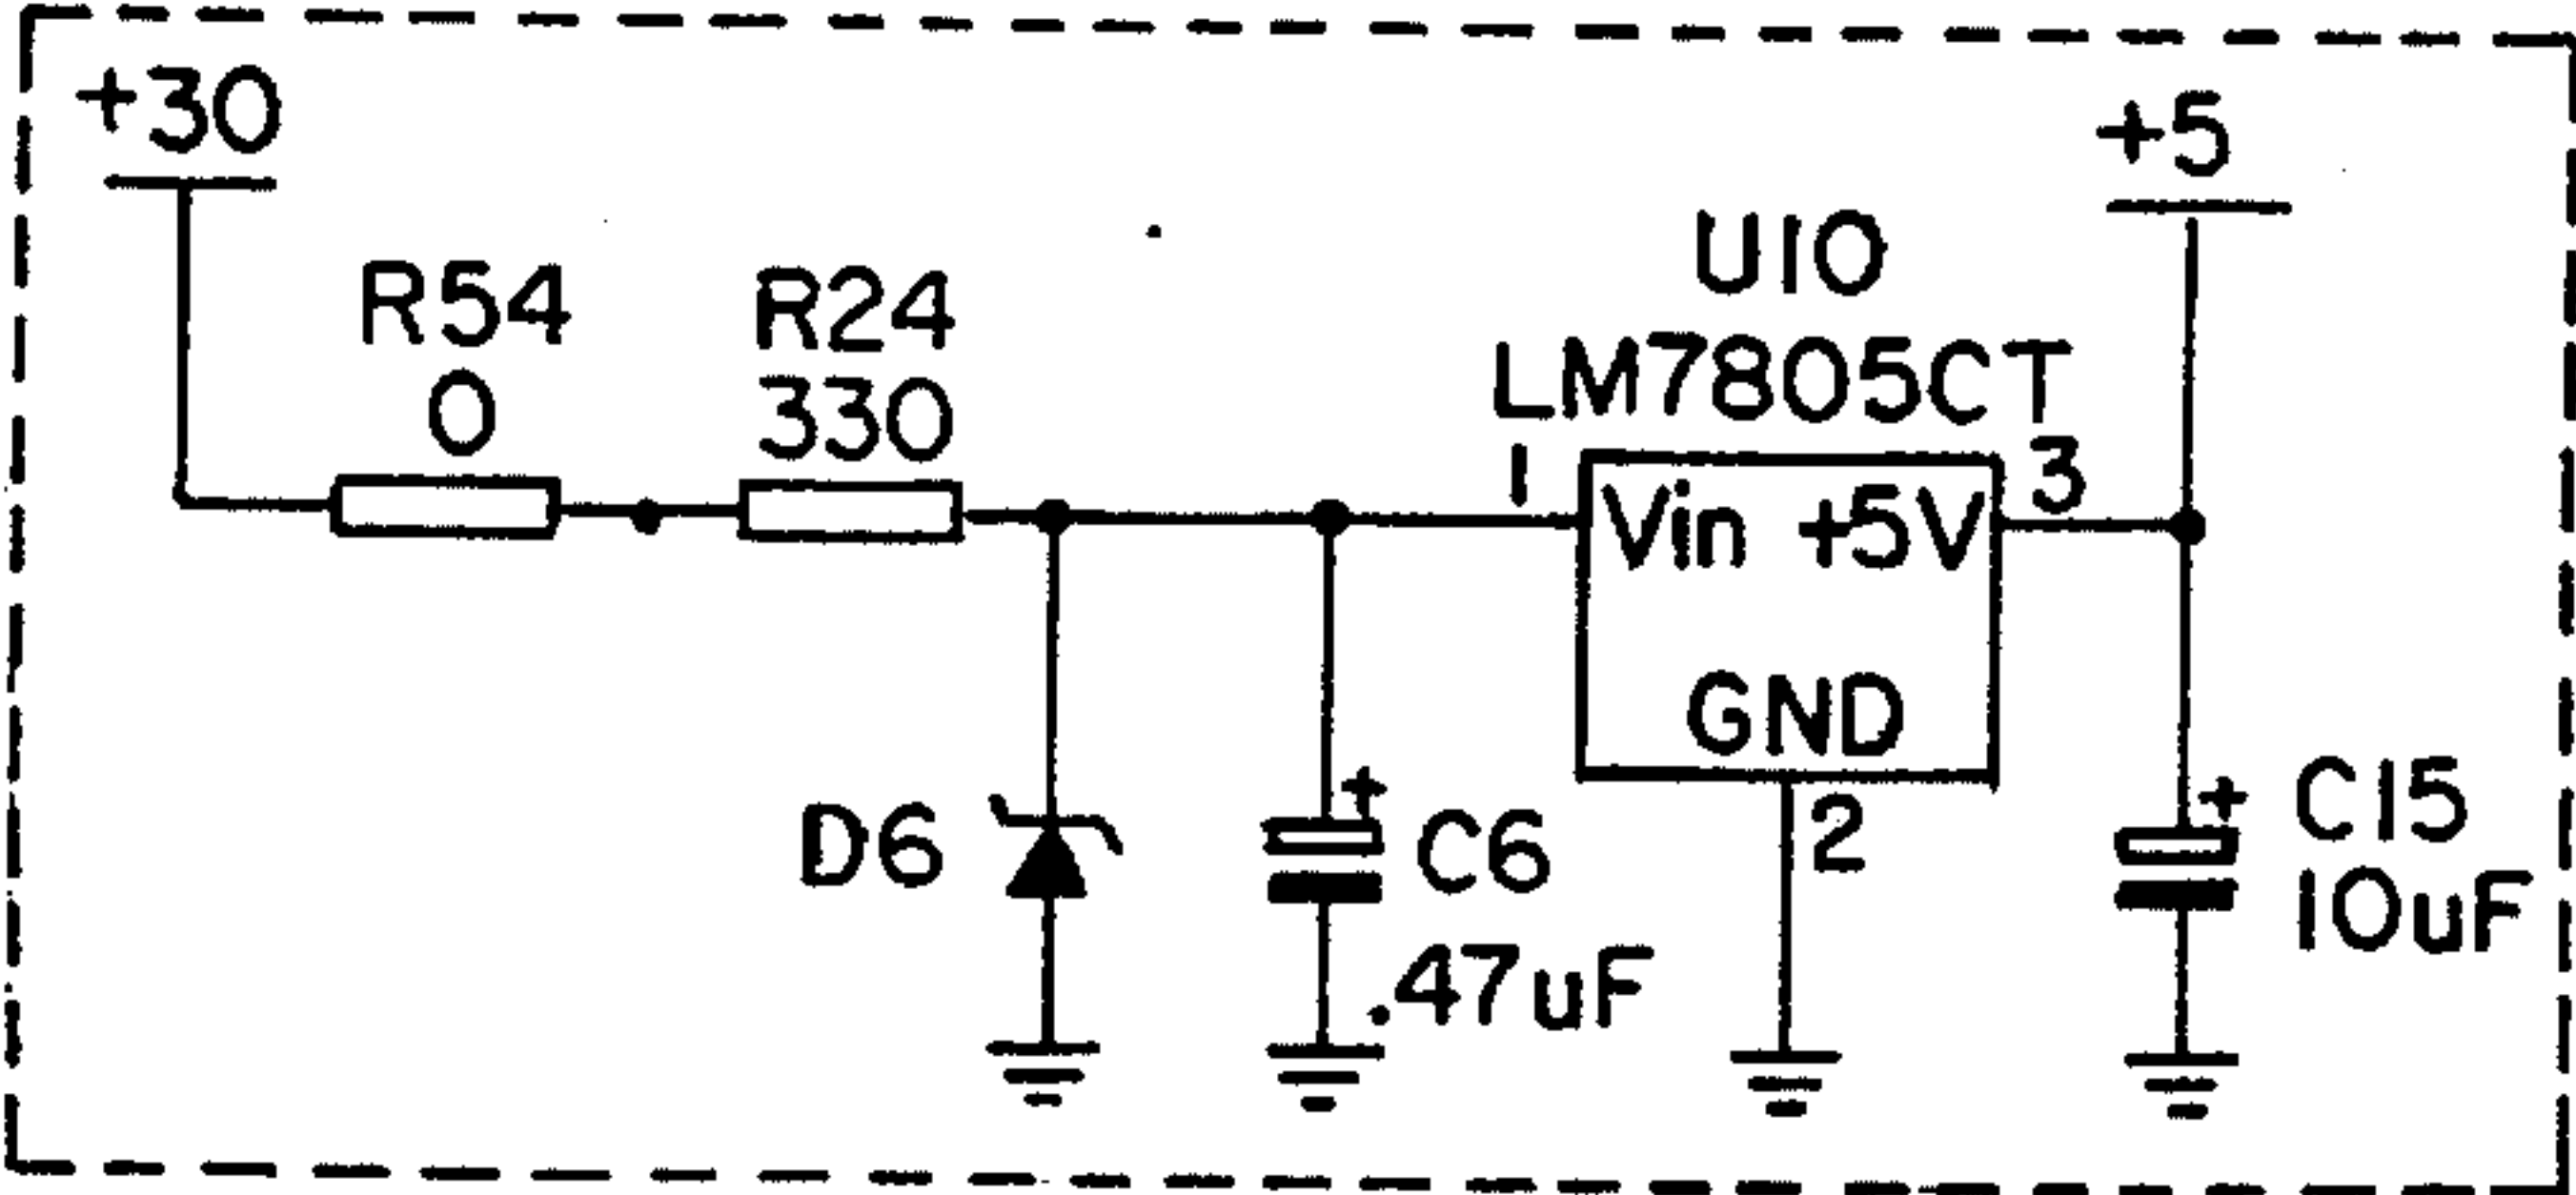 +30
+5
R54
0
R24
330
U10
LM7805CT
1
3
Vin +5V
GND
2
D6
C6
.47uF
C15
10uF